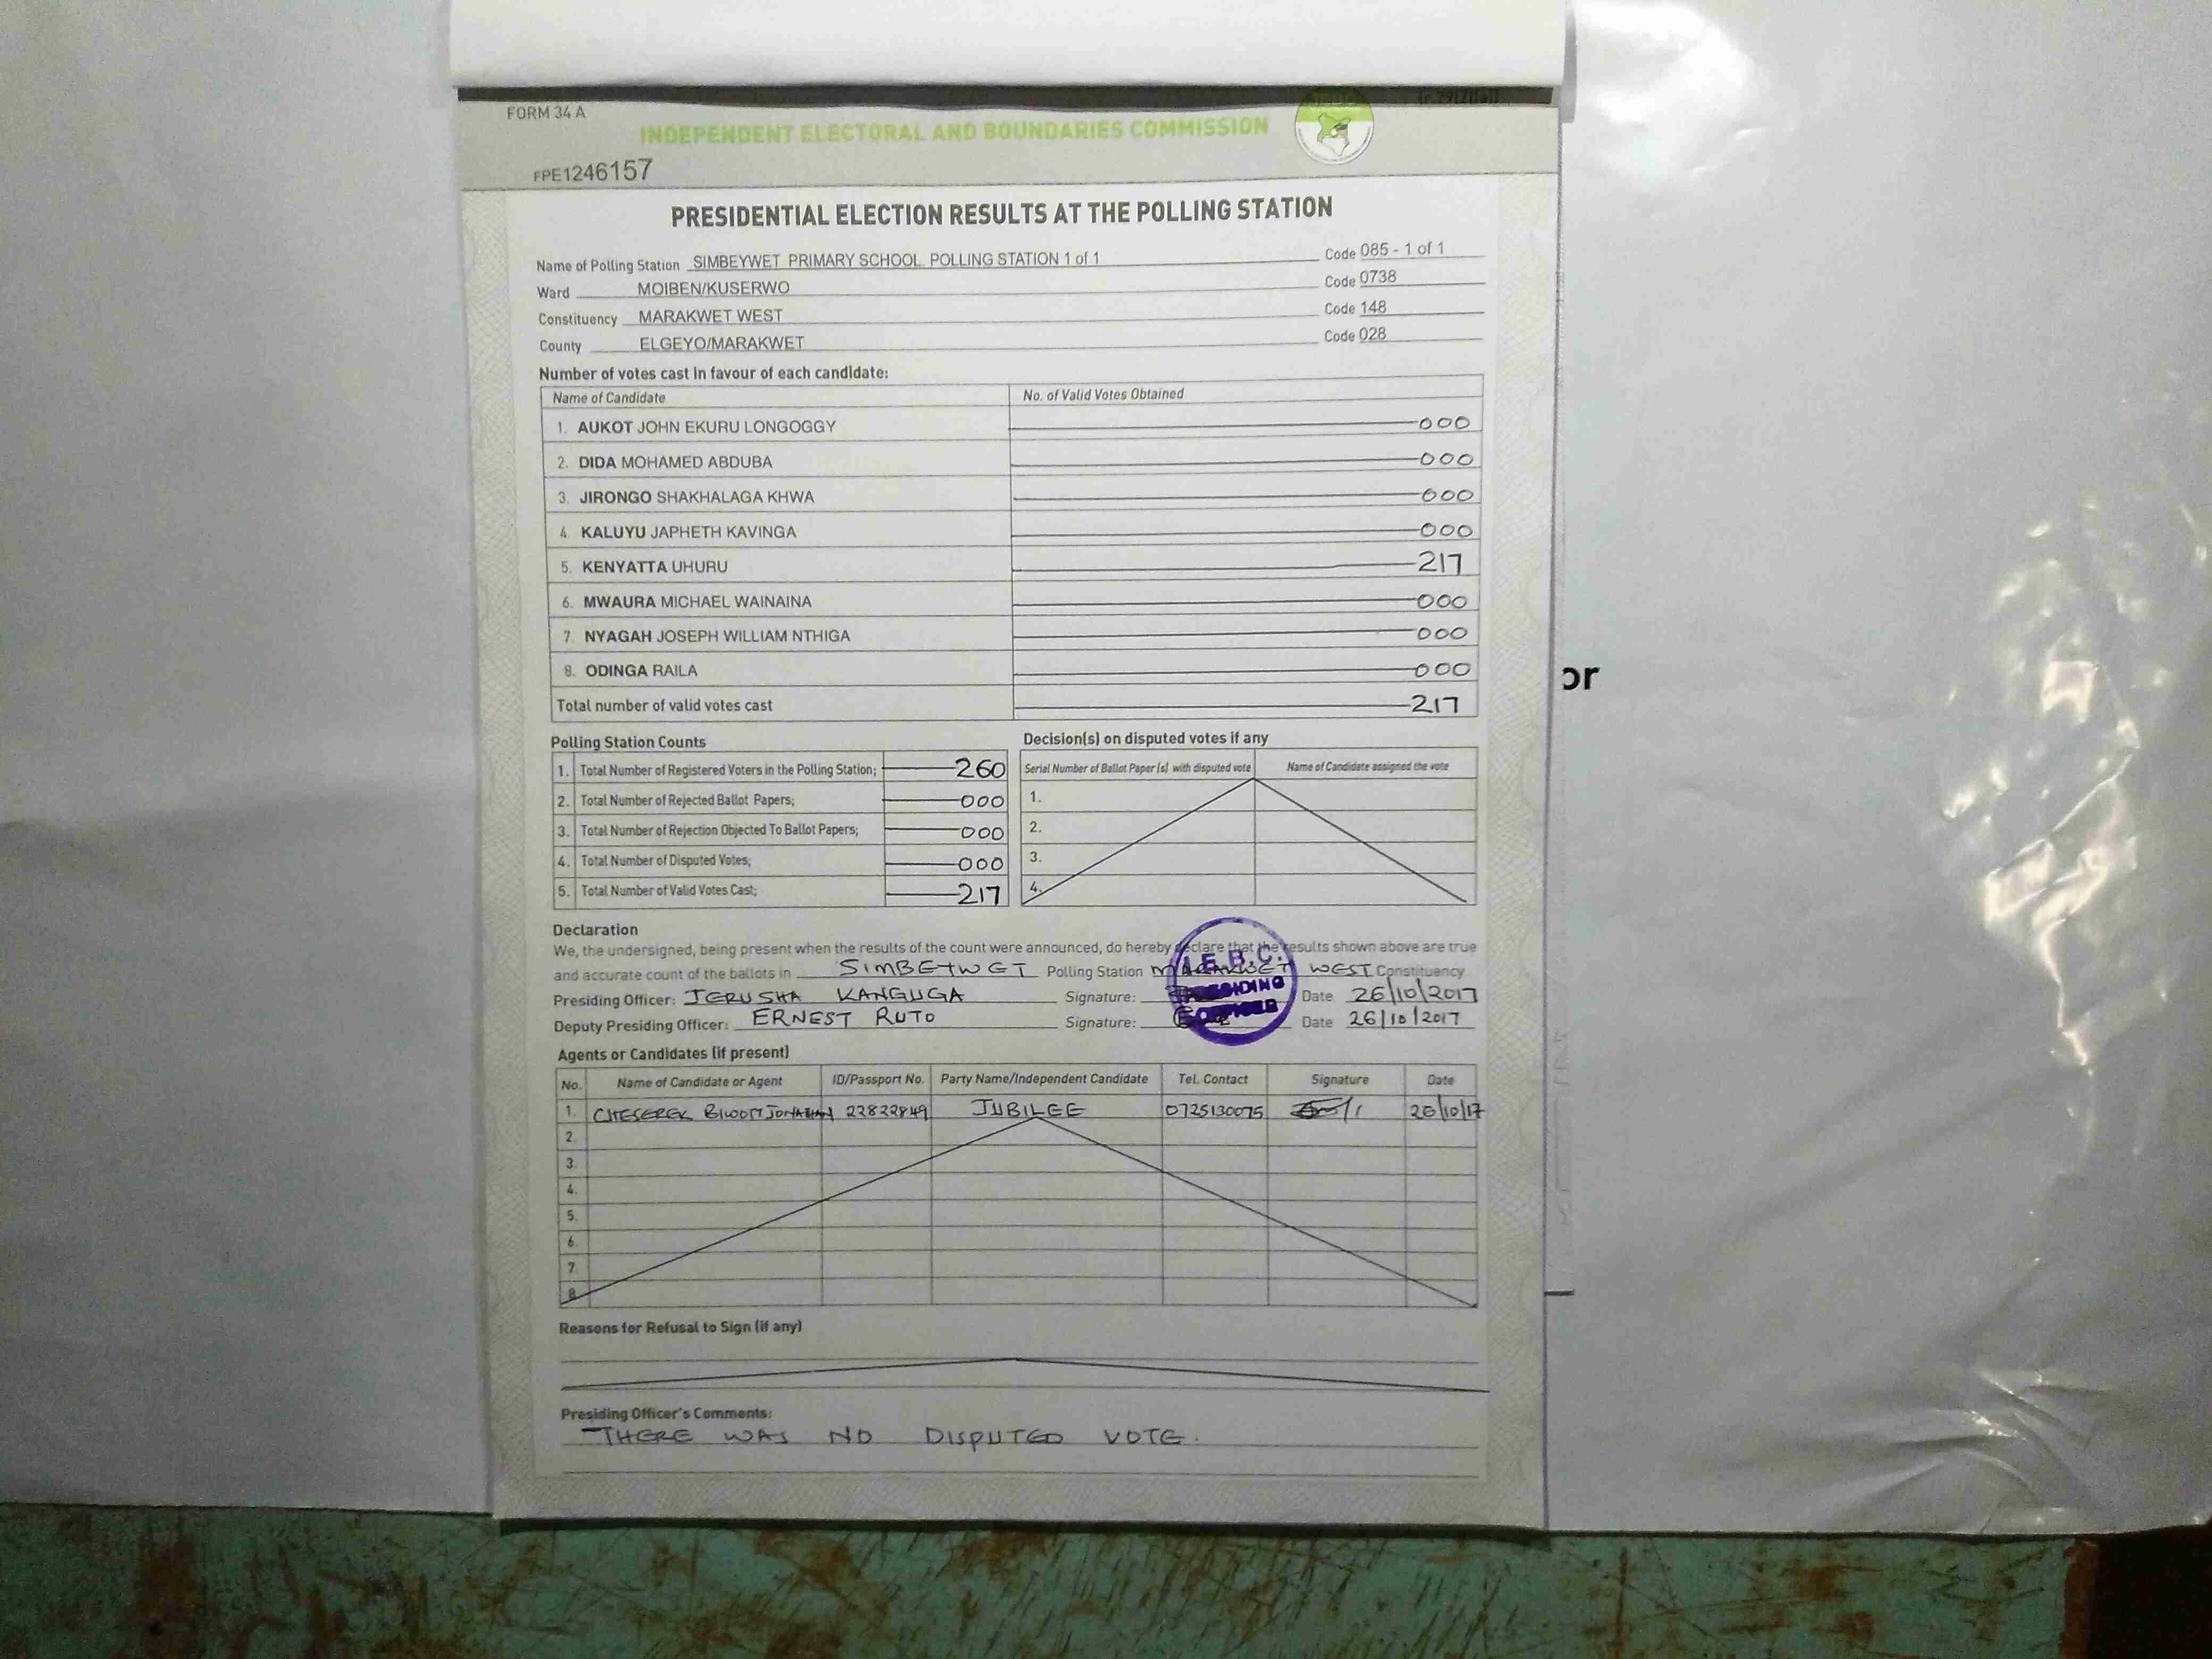 FORM 34 A
INDEPENDENT ELECTORAL AND BOUNDARIES COMMISSION
FPE1246157
PRESIDENTIAL ELECTION RESULTS AT THE POLLING STATION
Name of Polling Station SIMBEYWET PRIMARY SCHOOL. POLLING STATION 1 of 1 Code 085 - 1 of 1
Ward MOIBEN/KUSERWO Code 0738
Constituency MARAKWET WEST Code 148
County ELGEYO/MARAKWET Code 028
Number of votes cast in favour of each candidate:
Name of Candidate No. of Valid Votes Obtained
1. AUKOT JOHN EKURU LONGOGGY 000
2. DIDA MOHAMED ABDUBA 000
3. JIRONGO SHAKHALAGA KHWA 000
4. KALUYU JAPHETH KAVINGA 000
5. KENYATTA UHURU 217
6. MWAURA MICHAEL WAINAINA 000
7. NYAGAH JOSEPH WILLIAM NTHIGA 000
8. ODINGA RAILA 000
Total number of valid votes cast 217
or
Polling Station Counts
1. Total Number of Registered Voters in the Polling Station; 260
2. Total Number of Rejected Ballot Papers; 000
3. Total Number of Rejection Objected To Ballot Papers; 000
4. Total Number of Disputed Votes; 000
5. Total Number of Valid Votes Cast; 217
Decision(s) on disputed votes if any
Serial Number of Ballot Paper (s) with disputed vote Name of Candidate assigned the vote
1.
2.
3.
4.
Declaration
We, the undersigned, being present when the results of the count were announced, do hereby declare that the results shown above are true
and accurate count of the ballots in SIMBEYWET Polling Station MARAKWET WEST Constituency
Presiding Officer: JERUSHA KANGUGA Signature: Date 26/10/2017
Deputy Presiding Officer: ERNEST RUTO Signature: Date 26/10/2017
I.E.B.C.
PRESIDING
OFFICER
Agents or Candidates (if present)
No. Name of Candidate or Agent ID/Passport No. Party Name/Independent Candidate Tel. Contact Signature Date
1. CHESEREK JONATHAN 22822849 JUBILEE 0725130075 26/10/17
2.
3.
4.
5.
6.
7.
8.
Reasons for Refusal to Sign (if any)
Presiding Officer's Comments:
THERE WAS NO DISPUTED VOTE.